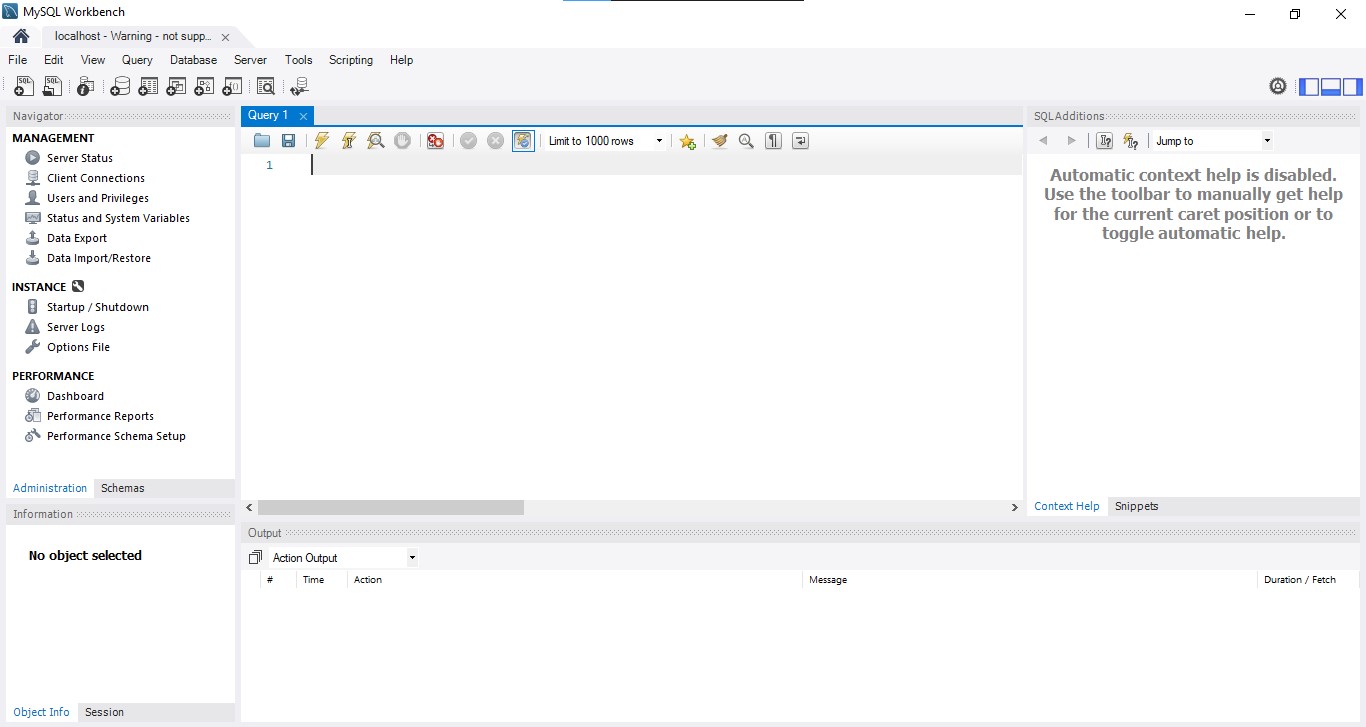 MySQL Workbench
localhost - Warning - not supp...
File Edit View Query Database Server Tools Scripting Help
Navigator
MANAGEMENT
Server Status
Client Connections
Users and Privileges
Status and System Variables
Data Export
Data Import/Restore
INSTANCE
Startup / Shutdown
Server Logs
Options File
PERFORMANCE
Dashboard
Performance Reports
Performance Schema Setup
Administration Schemas
Information
No object selected
Object Info Session
Query 1
Limit to 1000 rows
1
SQLAdditions
Jump to
Automatic context help is disabled.
Use the toolbar to manually get help
for the current caret position or to
toggle automatic help.
Context Help Snippets
Output
Action Output
# Time Action Message Duration / Fetch